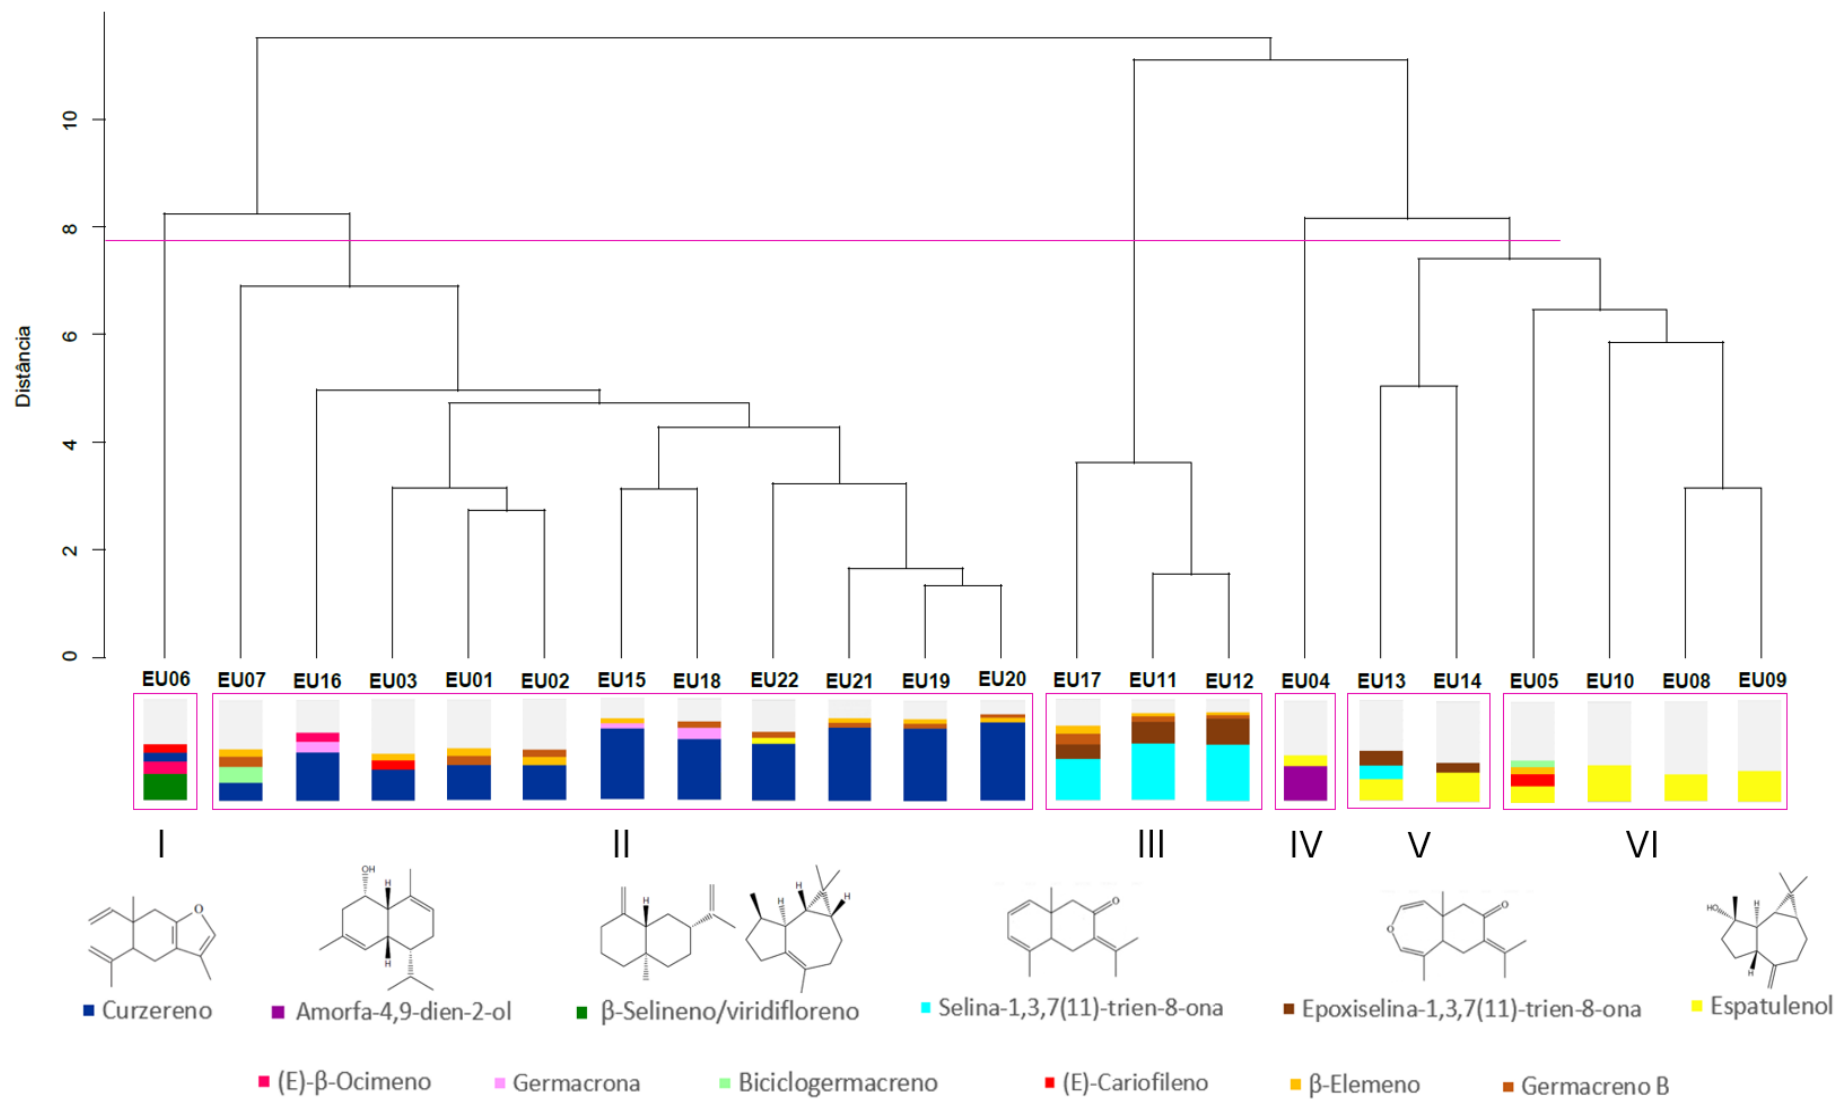 10
8
6
4
2
0
Distância
EU06 EU07 EU16 EU03 EU01 EU02 EU15 EU18 EU22 EU21 EU19 EU20 EU17 EU11 EU12 EU04 EU13 EU14 EU05 EU10 EU08 EU09
I II III IV V VI
O OH H H H H H H O O O HO H H
Curzereno Amorfa-4,9-dien-2-ol β-Selineno/viridifloreno Selina-1,3,7(11)-trien-8-ona Epoxiselina-1,3,7(11)-trien-8-ona Espatulenol
(E)-β-Ocimeno Germacrona Biciclogermacreno (E)-Cariofileno β-Elemeno Germacreno B